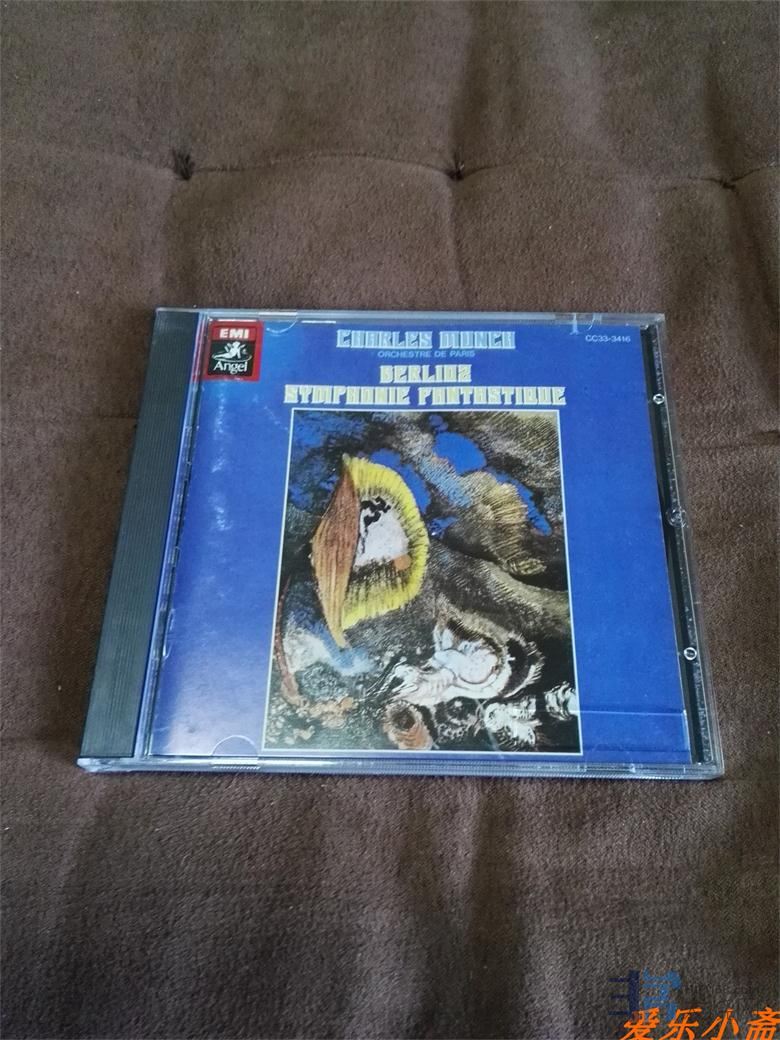 EMI
Angel
CHARLES MUNCH
ORCHESTRE DE PARIS
CC33-3416
BERLIOZ
SYMPHONIE FANTASTIQUE
爱乐小斋